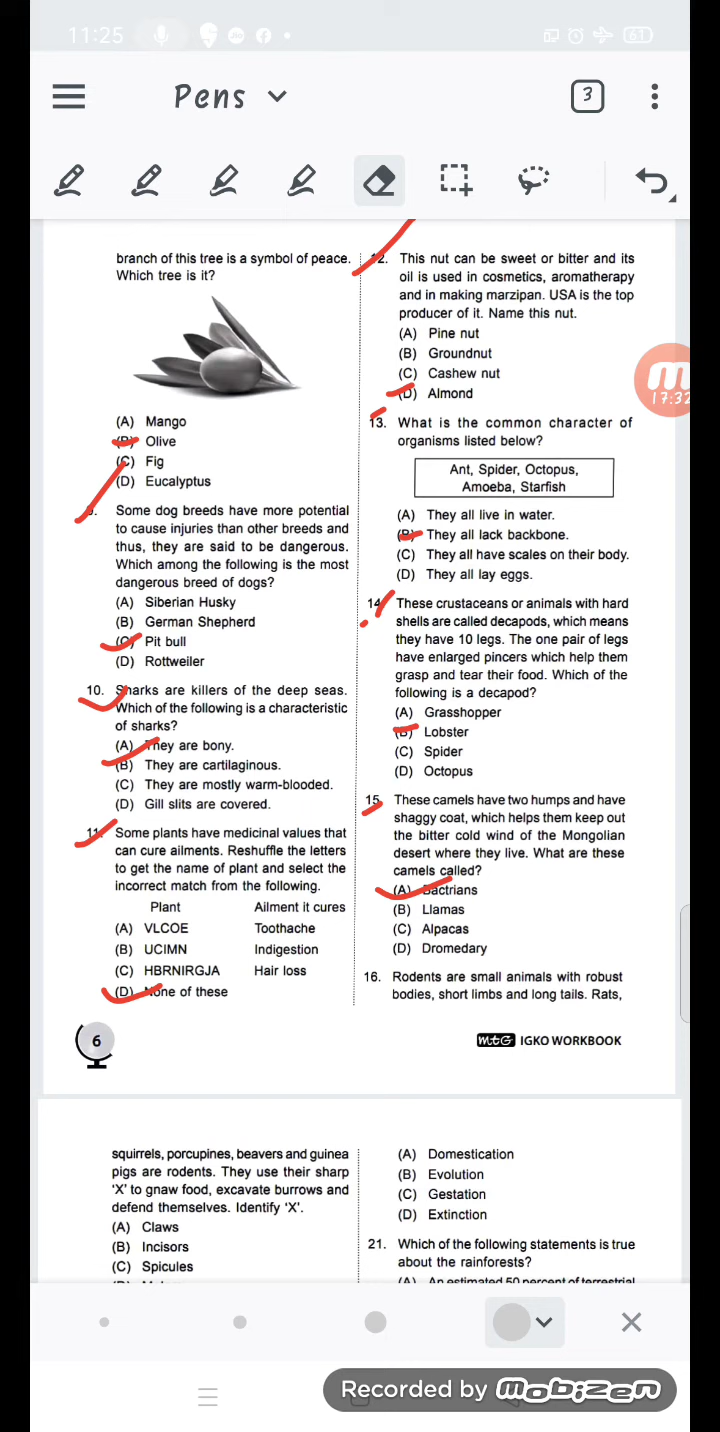 11:25
61
Pens
3
branch of this tree is a symbol of peace.
Which tree is it?
(A) Mango
(B) Olive
(C) Fig
(D) Eucalyptus
9. Some dog breeds have more potential
to cause injuries than other breeds and
thus, they are said to be dangerous.
Which among the following is the most
dangerous breed of dogs?
(A) Siberian Husky
(B) German Shepherd
(C) Pit bull
(D) Rottweiler
10. Sharks are killers of the deep seas.
Which of the following is a characteristic
of sharks?
(A) They are bony.
(B) They are cartilaginous.
(C) They are mostly warm-blooded.
(D) Gill slits are covered.
11. Some plants have medicinal values that
can cure ailments. Reshuffle the letters
to get the name of plant and select the
incorrect match from the following.
Plant Ailment it cures
(A) VLCOE Toothache
(B) UCIMN Indigestion
(C) HBRNIRGJA Hair loss
(D) None of these
12. This nut can be sweet or bitter and its
oil is used in cosmetics, aromatherapy
and in making marzipan. USA is the top
producer of it. Name this nut.
(A) Pine nut
(B) Groundnut
(C) Cashew nut
(D) Almond
13. What is the common character of
organisms listed below?
Ant, Spider, Octopus,
Amoeba, Starfish
(A) They all live in water.
(B) They all lack backbone.
(C) They all have scales on their body.
(D) They all lay eggs.
14. These crustaceans or animals with hard
shells are called decapods, which means
they have 10 legs. The one pair of legs
have enlarged pincers which help them
grasp and tear their food. Which of the
following is a decapod?
(A) Grasshopper
(B) Lobster
(C) Spider
(D) Octopus
15. These camels have two humps and have
shaggy coat, which helps them keep out
the bitter cold wind of the Mongolian
desert where they live. What are these
camels called?
(A) Bactrians
(B) Llamas
(C) Alpacas
(D) Dromedary
16. Rodents are small animals with robust
bodies, short limbs and long tails. Rats,
17:32
6
MtG IGKO WORKBOOK
squirrels, porcupines, beavers and guinea
pigs are rodents. They use their sharp
'X' to gnaw food, excavate burrows and
defend themselves. Identify 'X'.
(A) Claws
(B) Incisors
(C) Spicules
(A) Domestication
(B) Evolution
(C) Gestation
(D) Extinction
21. Which of the following statements is true
about the rainforests?
(A) An estimated 50 percent of terrestrial
Recorded by Mobizen